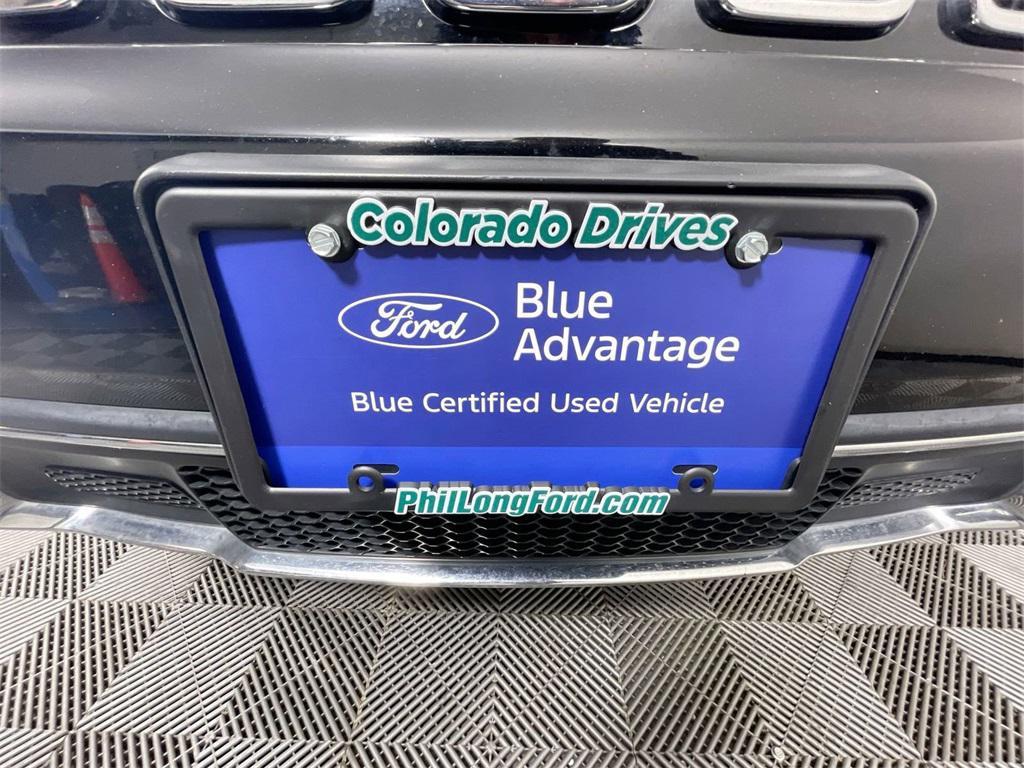 Colorado Drives
Ford
Blue
Advantage
Blue Certified Used Vehicle
PhilLongFord.com